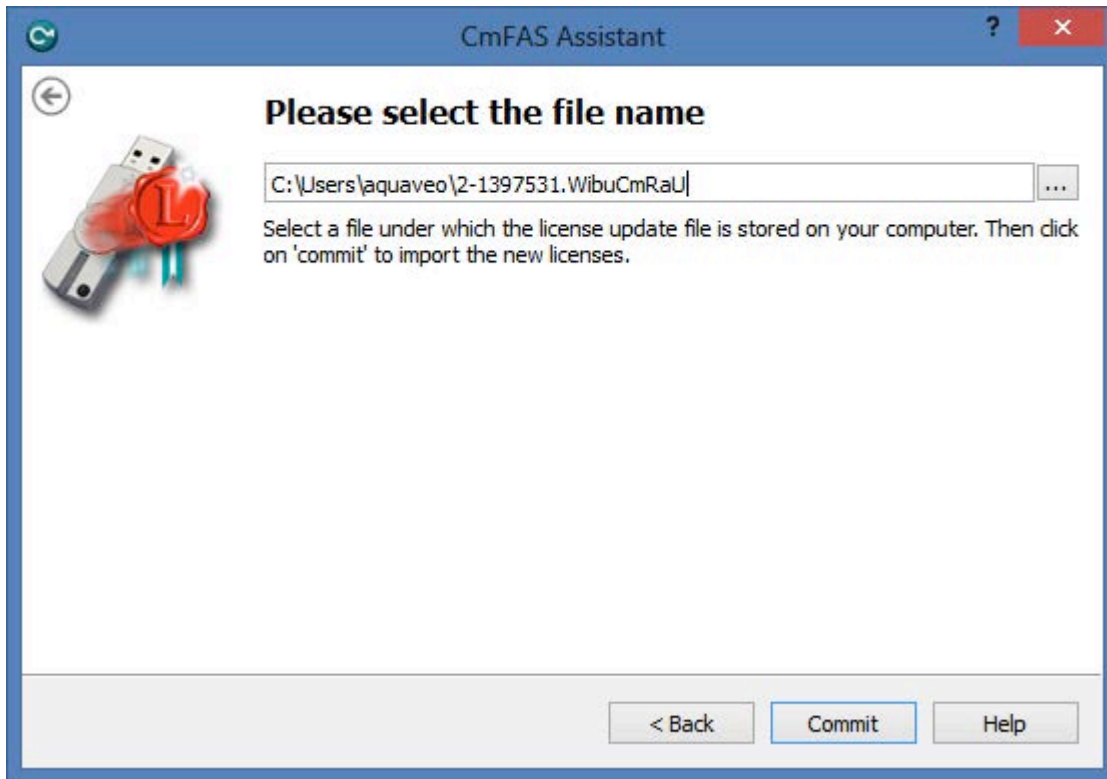 CmFAS Assistant
?
Please select the file name
C:\Users\aquaveo\2-1397531.WibuCmRaU
...
Select a file under which the license update file is stored on your computer. Then click
on 'commit' to import the new licenses.
L
< Back
Commit
Help